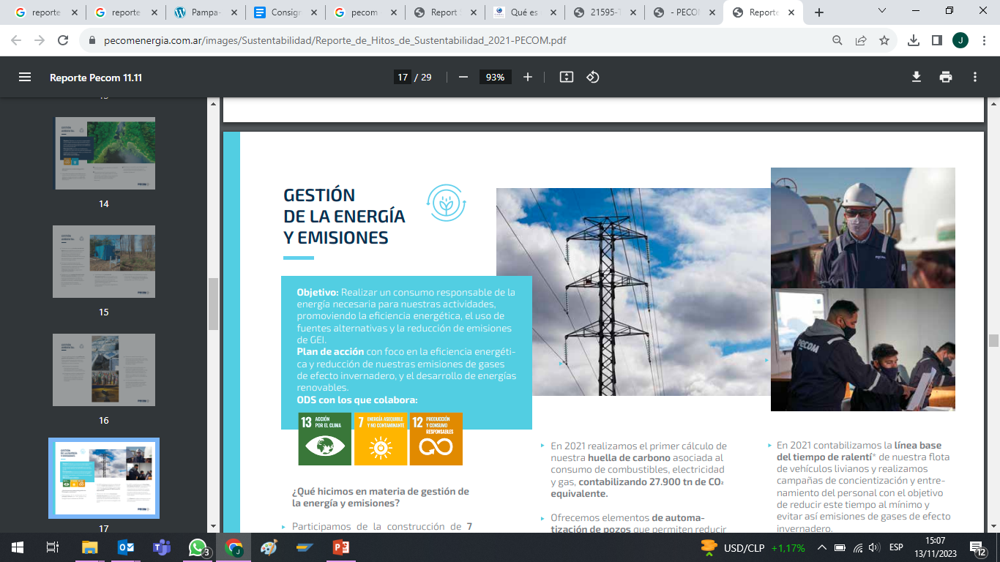 reporte
reporte
Pampa-
Consign
pecom
Report
Qué es
21595-
- PECO
Reporte
pecomenergia.com.ar/images/Sustentabilidad/Reporte_de_Hitos_de_Sustentabilidad_2021-PECOM.pdf
J
Reporte Pecom 11.11
17 / 29
93%
14
15
16
17
GESTIÓN
DE LA ENERGÍA
Y EMISIONES
Objetivo: Realizar un consumo responsable de la
energía necesaria para nuestras actividades,
promoviendo la eficiencia energética, el uso de
fuentes alternativas y la reducción de emisiones
de GEI.
Plan de acción con foco en la eficiencia energéti-
ca y reducción de nuestras emisiones de gases
de efecto invernadero, y el desarrollo de energías
renovables.
ODS con los que colabora:
13 ACCIÓN
POR EL CLIMA
7 ENERGÍA ASEQUIBLE
Y NO CONTAMINANTE
12 PRODUCCIÓN
Y CONSUMO
RESPONSABLES
¿Qué hicimos en materia de gestión de
la energía y emisiones?
Participamos de la construcción de 7
En 2021 realizamos el primer cálculo de
nuestra huella de carbono asociada al
consumo de combustibles, electricidad
y gas, contabilizando 27.900 tn de CO₂
equivalente.
Ofrecemos elementos de automa-
tización de pozos que permiten reducir
En 2021 contabilizamos la línea base
del tiempo de ralentí* de nuestra flota
de vehículos livianos y realizamos
campañas de concientización y entre-
namiento del personal con el objetivo
de reducir este tiempo al mínimo y
evitar así emisiones de gases de efecto
invernadero.
pecom
3
J
USD/CLP +1,17%
ESP
15:07
13/11/2023
12